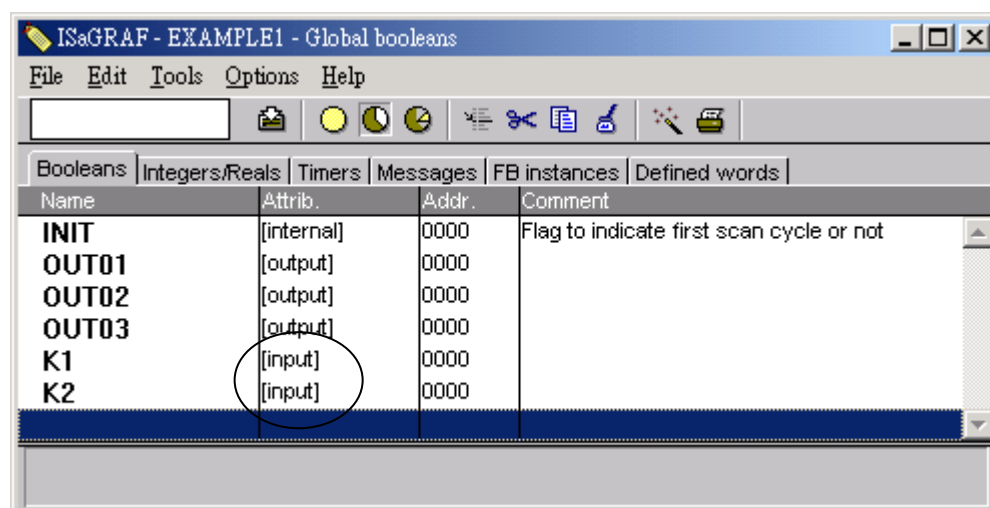 ISaGRAF - EXAMPLE1 - Global booleans
File Edit Tools Options Help
Booleans Integers/Reals Timers Messages FB instances Defined words
Name Attrib. Addr. Comment
INIT [internal] 0000 Flag to indicate first scan cycle or not
OUT01 [output] 0000
OUT02 [output] 0000
OUT03 [output] 0000
K1 [input] 0000
K2 [input] 0000